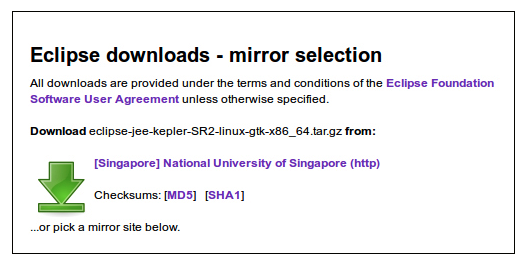 Eclipse downloads - mirror selection
All downloads are provided under the terms and conditions of the Eclipse Foundation
Software User Agreement unless otherwise specified.
Download eclipse-jee-kepler-SR2-linux-gtk-x86_64.tar.gz from:
[Singapore] National University of Singapore (http)
Checksums: [MD5] [SHA1]
...or pick a mirror site below.